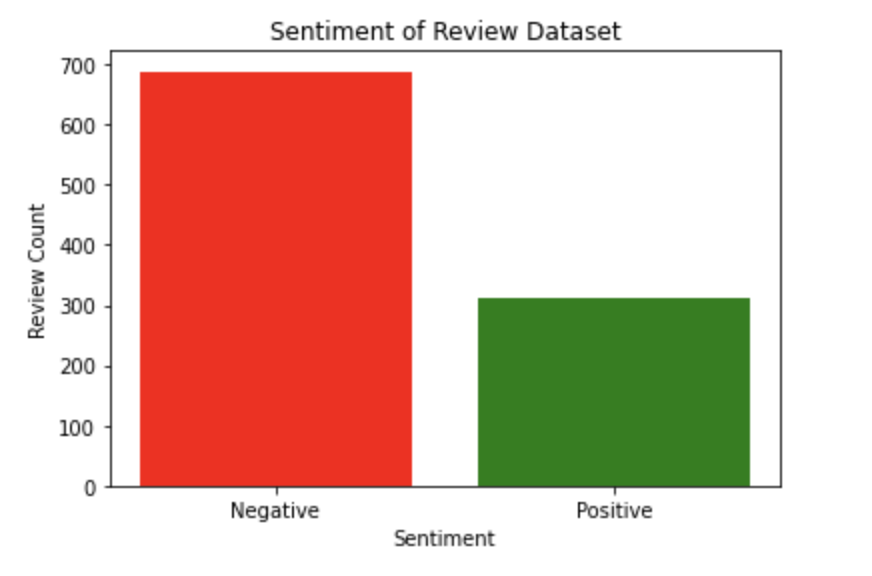 Sentiment of Review Dataset
700
600
500
400
300
200
100
0
Review Count
Negative Positive
Sentiment